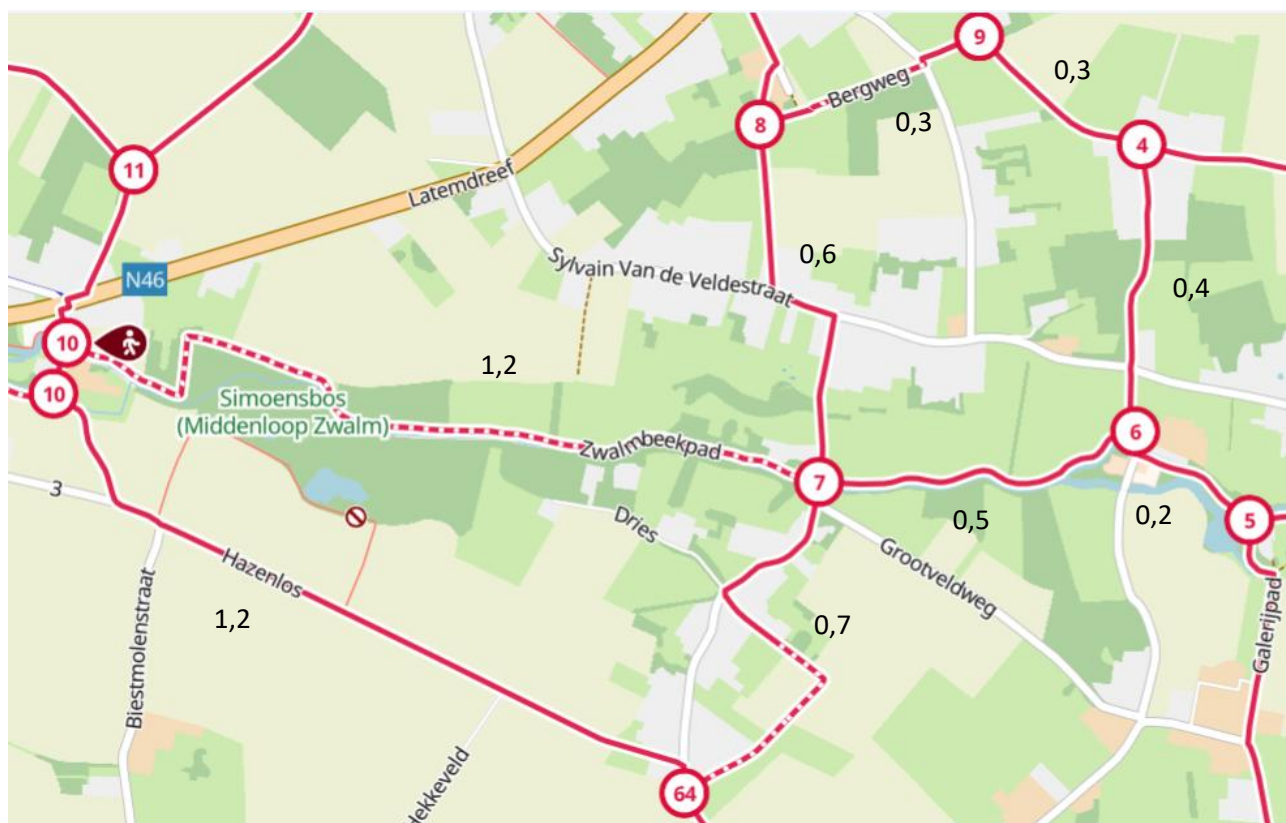 9
0,3
Bergweg
8
0,3
4
11
Latemdreef
0,6
Sylvain Van de Veldestraat
N46
0,4
10
1,2
10
Simoensbos
(Middenloop Zwalm)
6
Zwalmbeekpad
7
3
0,5
0,2
5
Dries
Grootveldweg
Hazenlos
1,2
0,7
Biestmolenstraat
Galerijpad
64
Hekkeveld